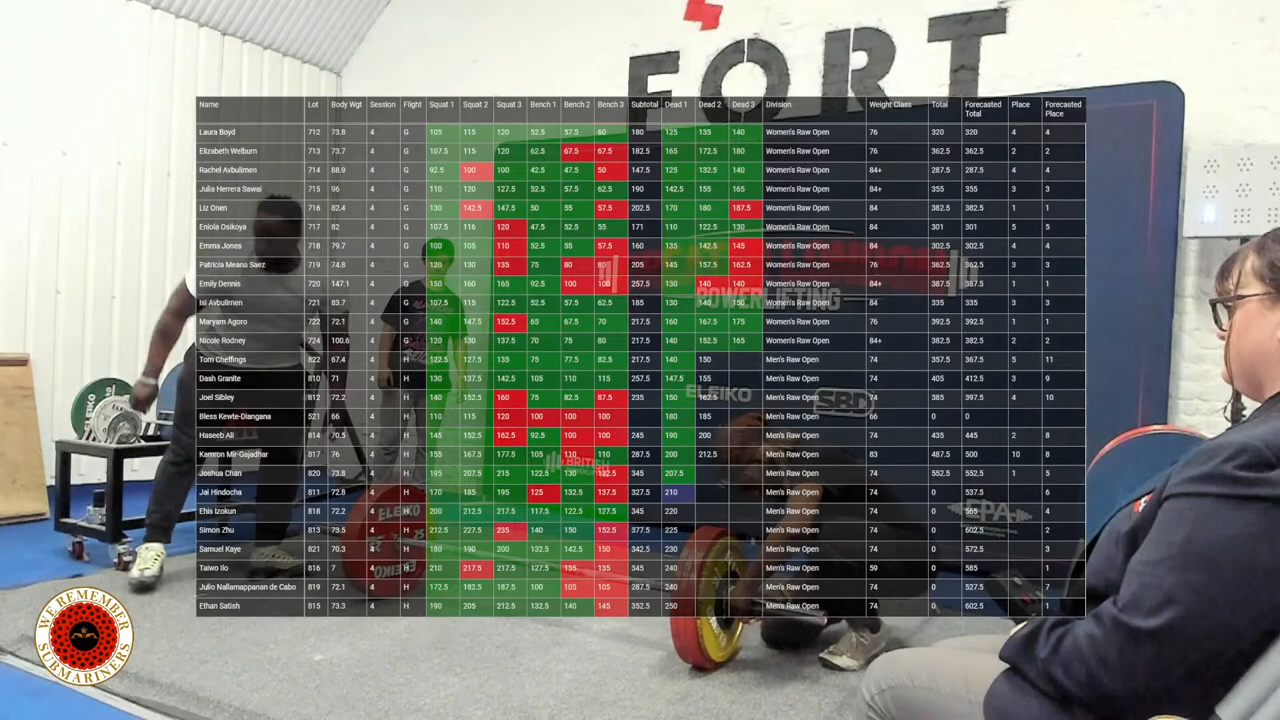 FORT
Name Lot Body Wgt Session Flight Squat 1 Squat 2 Squat 3 Bench 1 Bench 2 Bench 3 Subtotal Dead 1 Dead 2 Dead 3 Division Weight Class Total Forecasted Total Place Forecasted Place
Laura Boyd 712 73.8 4 G 105 115 120 52.5 57.5 60 180 125 135 140 Women's Raw Open 76 320 320 4 4
Elizabeth Welburn 713 73.7 4 G 107.5 115 120 62.5 67.5 67.5 182.5 165 172.5 180 Women's Raw Open 76 362.5 362.5 2 2
Rachel Avbulimen 714 88.9 4 G 92.5 100 100 42.5 47.5 50 147.5 125 132.5 140 Women's Raw Open 84+ 287.5 287.5 4 4
Julia Herrera Sawai 715 96 4 G 110 120 127.5 52.5 57.5 62.5 190 142.5 155 165 Women's Raw Open 84+ 355 355 3 3
Liz Onen 716 82.4 4 G 130 142.5 147.5 50 55 57.5 202.5 170 180 187.5 Women's Raw Open 84 382.5 382.5 1 1
Eniola Osikoya 717 82 4 G 107.5 116 120 47.5 52.5 55 171 110 122.5 130 Women's Raw Open 84 301 301 5 5
Emma Jones 718 79.7 4 G 100 105 110 52.5 55 57.5 160 135 142.5 145 Women's Raw Open 84 302.5 302.5 4 4
Patricia Meana Saez 719 74.8 4 G 120 130 135 75 80 80 205 145 157.5 162.5 Women's Raw Open 76 362.5 362.5 3 3
Emily Dennis 720 147.1 4 G 150 160 165 92.5 100 100 257.5 130 140 140 Women's Raw Open 84+ 387.5 387.5 1 1
Isi Avbulimen 721 83.7 4 G 107.5 115 122.5 52.5 57.5 62.5 185 130 140 150 Women's Raw Open 84 335 335 3 3
Maryam Agoro 722 72.1 4 G 140 147.5 152.5 65 67.5 70 217.5 160 167.5 175 Women's Raw Open 76 392.5 392.5 1 1
Nicole Rodney 724 100.6 4 G 120 130 137.5 70 75 80 217.5 140 152.5 165 Women's Raw Open 84+ 382.5 382.5 2 2
Tom Cheffings 822 67.4 4 H 122.5 127.5 135 75 77.5 82.5 217.5 140 150 Men's Raw Open 74 357.5 367.5 5 11
Dash Granite 810 71 4 H 130 137.5 142.5 105 110 115 257.5 147.5 155 Men's Raw Open 74 405 412.5 3 9
Joel Sibley 812 72.2 4 H 140 152.5 160 75 82.5 87.5 235 150 162.5 Men's Raw Open 74 385 397.5 4 10
Bless Kewte-Diangana 521 66 4 H 110 115 120 100 100 100 180 185 Men's Raw Open 66 0 0
Haseeb Ali 814 70.5 4 H 145 152.5 162.5 92.5 100 100 245 190 200 Men's Raw Open 74 435 445 2 8
Kamron Mir-Gajadhar 817 76 4 H 155 167.5 177.5 105 110 110 287.5 200 212.5 Men's Raw Open 83 487.5 500 10 8
Joshua Chan 820 73.8 4 H 195 207.5 215 122.5 130 132.5 345 207.5 Men's Raw Open 74 552.5 552.5 1 5
Jai Hindocha 811 72.8 4 H 170 185 195 125 132.5 137.5 327.5 210 Men's Raw Open 74 0 537.5 6
Ehis Izokun 818 72.2 4 H 200 212.5 217.5 117.5 122.5 127.5 345 220 Men's Raw Open 74 0 565 4
Simon Zhu 813 73.5 4 H 212.5 227.5 235 140 150 152.5 377.5 225 Men's Raw Open 74 0 602.5 2
Samuel Kaye 821 70.3 4 H 180 190 200 132.5 142.5 150 342.5 230 Men's Raw Open 74 0 572.5 3
Taiwo Ilo 816 7 4 H 210 217.5 217.5 127.5 135 135 345 240 Men's Raw Open 59 0 585 1
Julio Nallamappanan de Cabo 819 72.1 4 H 172.5 182.5 187.5 100 105 105 287.5 240 Men's Raw Open 74 0 527.5 7
Ethan Satish 815 73.3 4 H 190 205 212.5 132.5 140 145 352.5 250 Men's Raw Open 74 0 602.5 1
POWERLIFTING
ELEIKO
SBD
BRITISH
EPA
ELEIKO
25 25
ELEIKO
ELEIKO
WE REMEMBER
SUBMARINERS